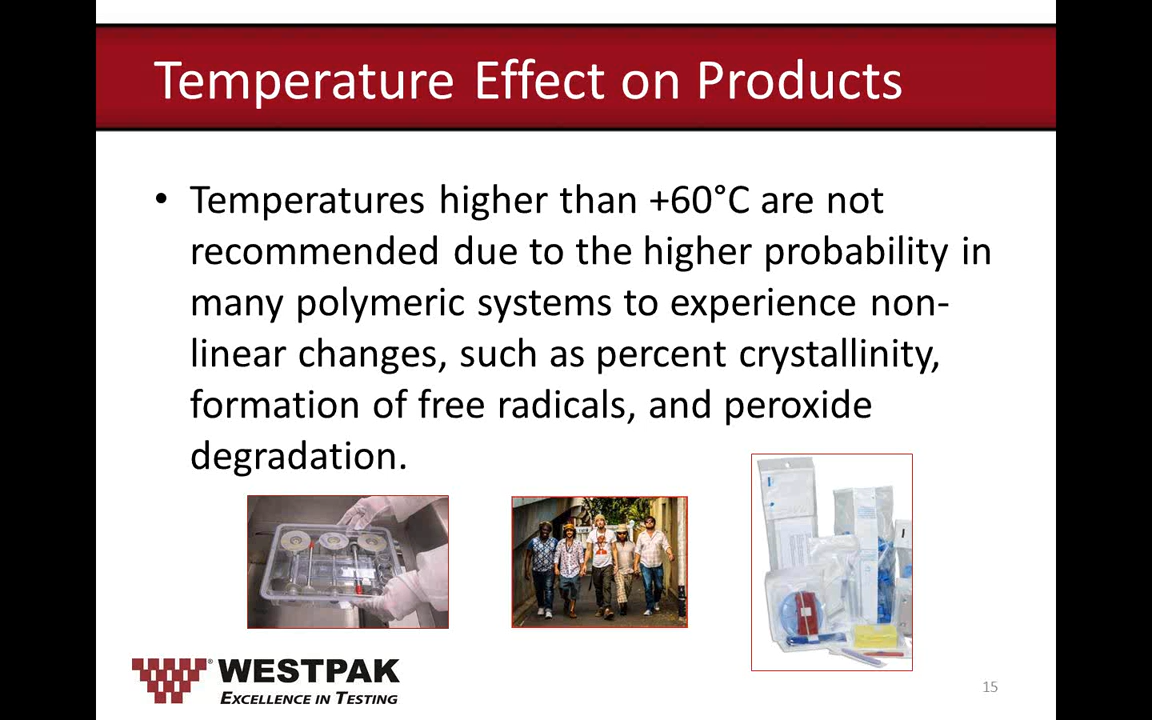 Temperature Effect on Products
• Temperatures higher than +60°C are not
recommended due to the higher probability in
many polymeric systems to experience non-
linear changes, such as percent crystallinity,
formation of free radicals, and peroxide
degradation.
WESTPAK
EXCELLENCE IN TESTING
15